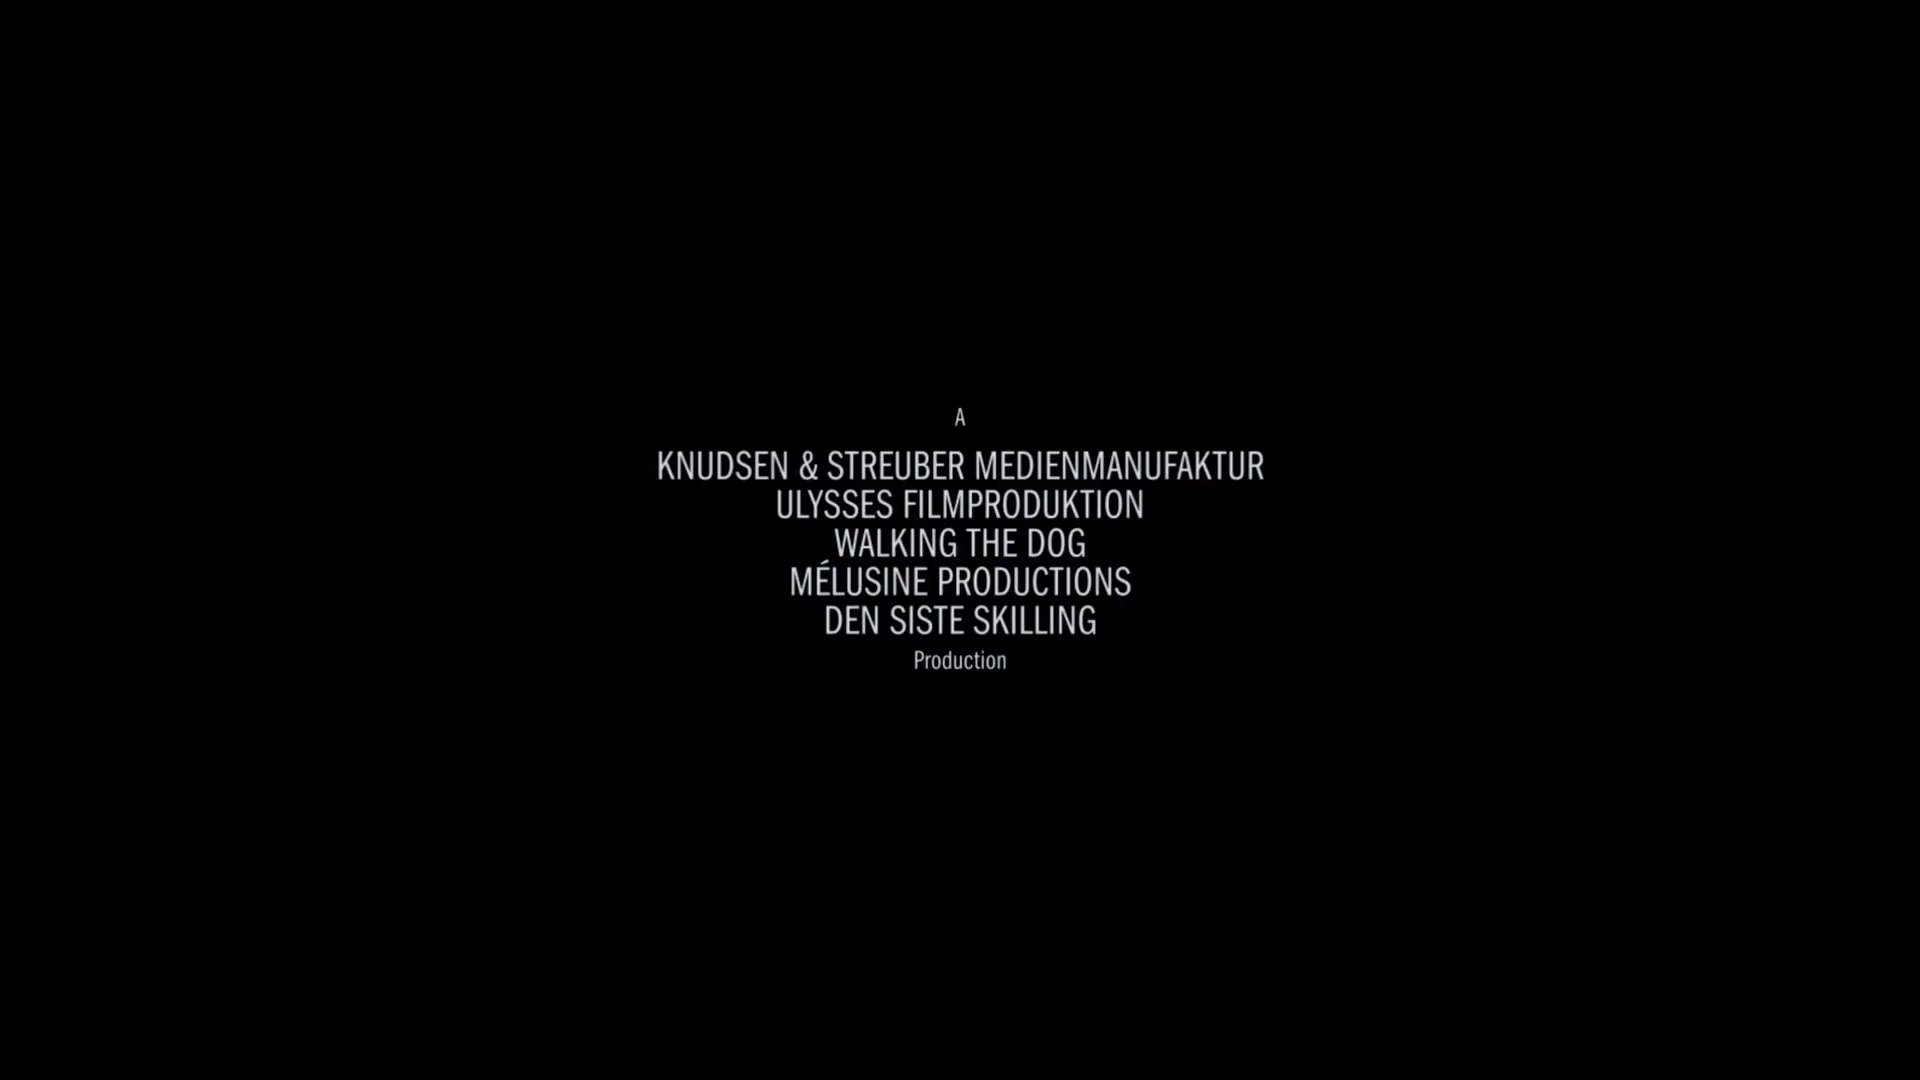 A
KNUDSEN & STREUBER MEDIENMANUFAKTUR
ULYSSES FILMPRODUKTION
WALKING THE DOG
MÉLUSINE PRODUCTIONS
DEN SISTE SKILLING
Production